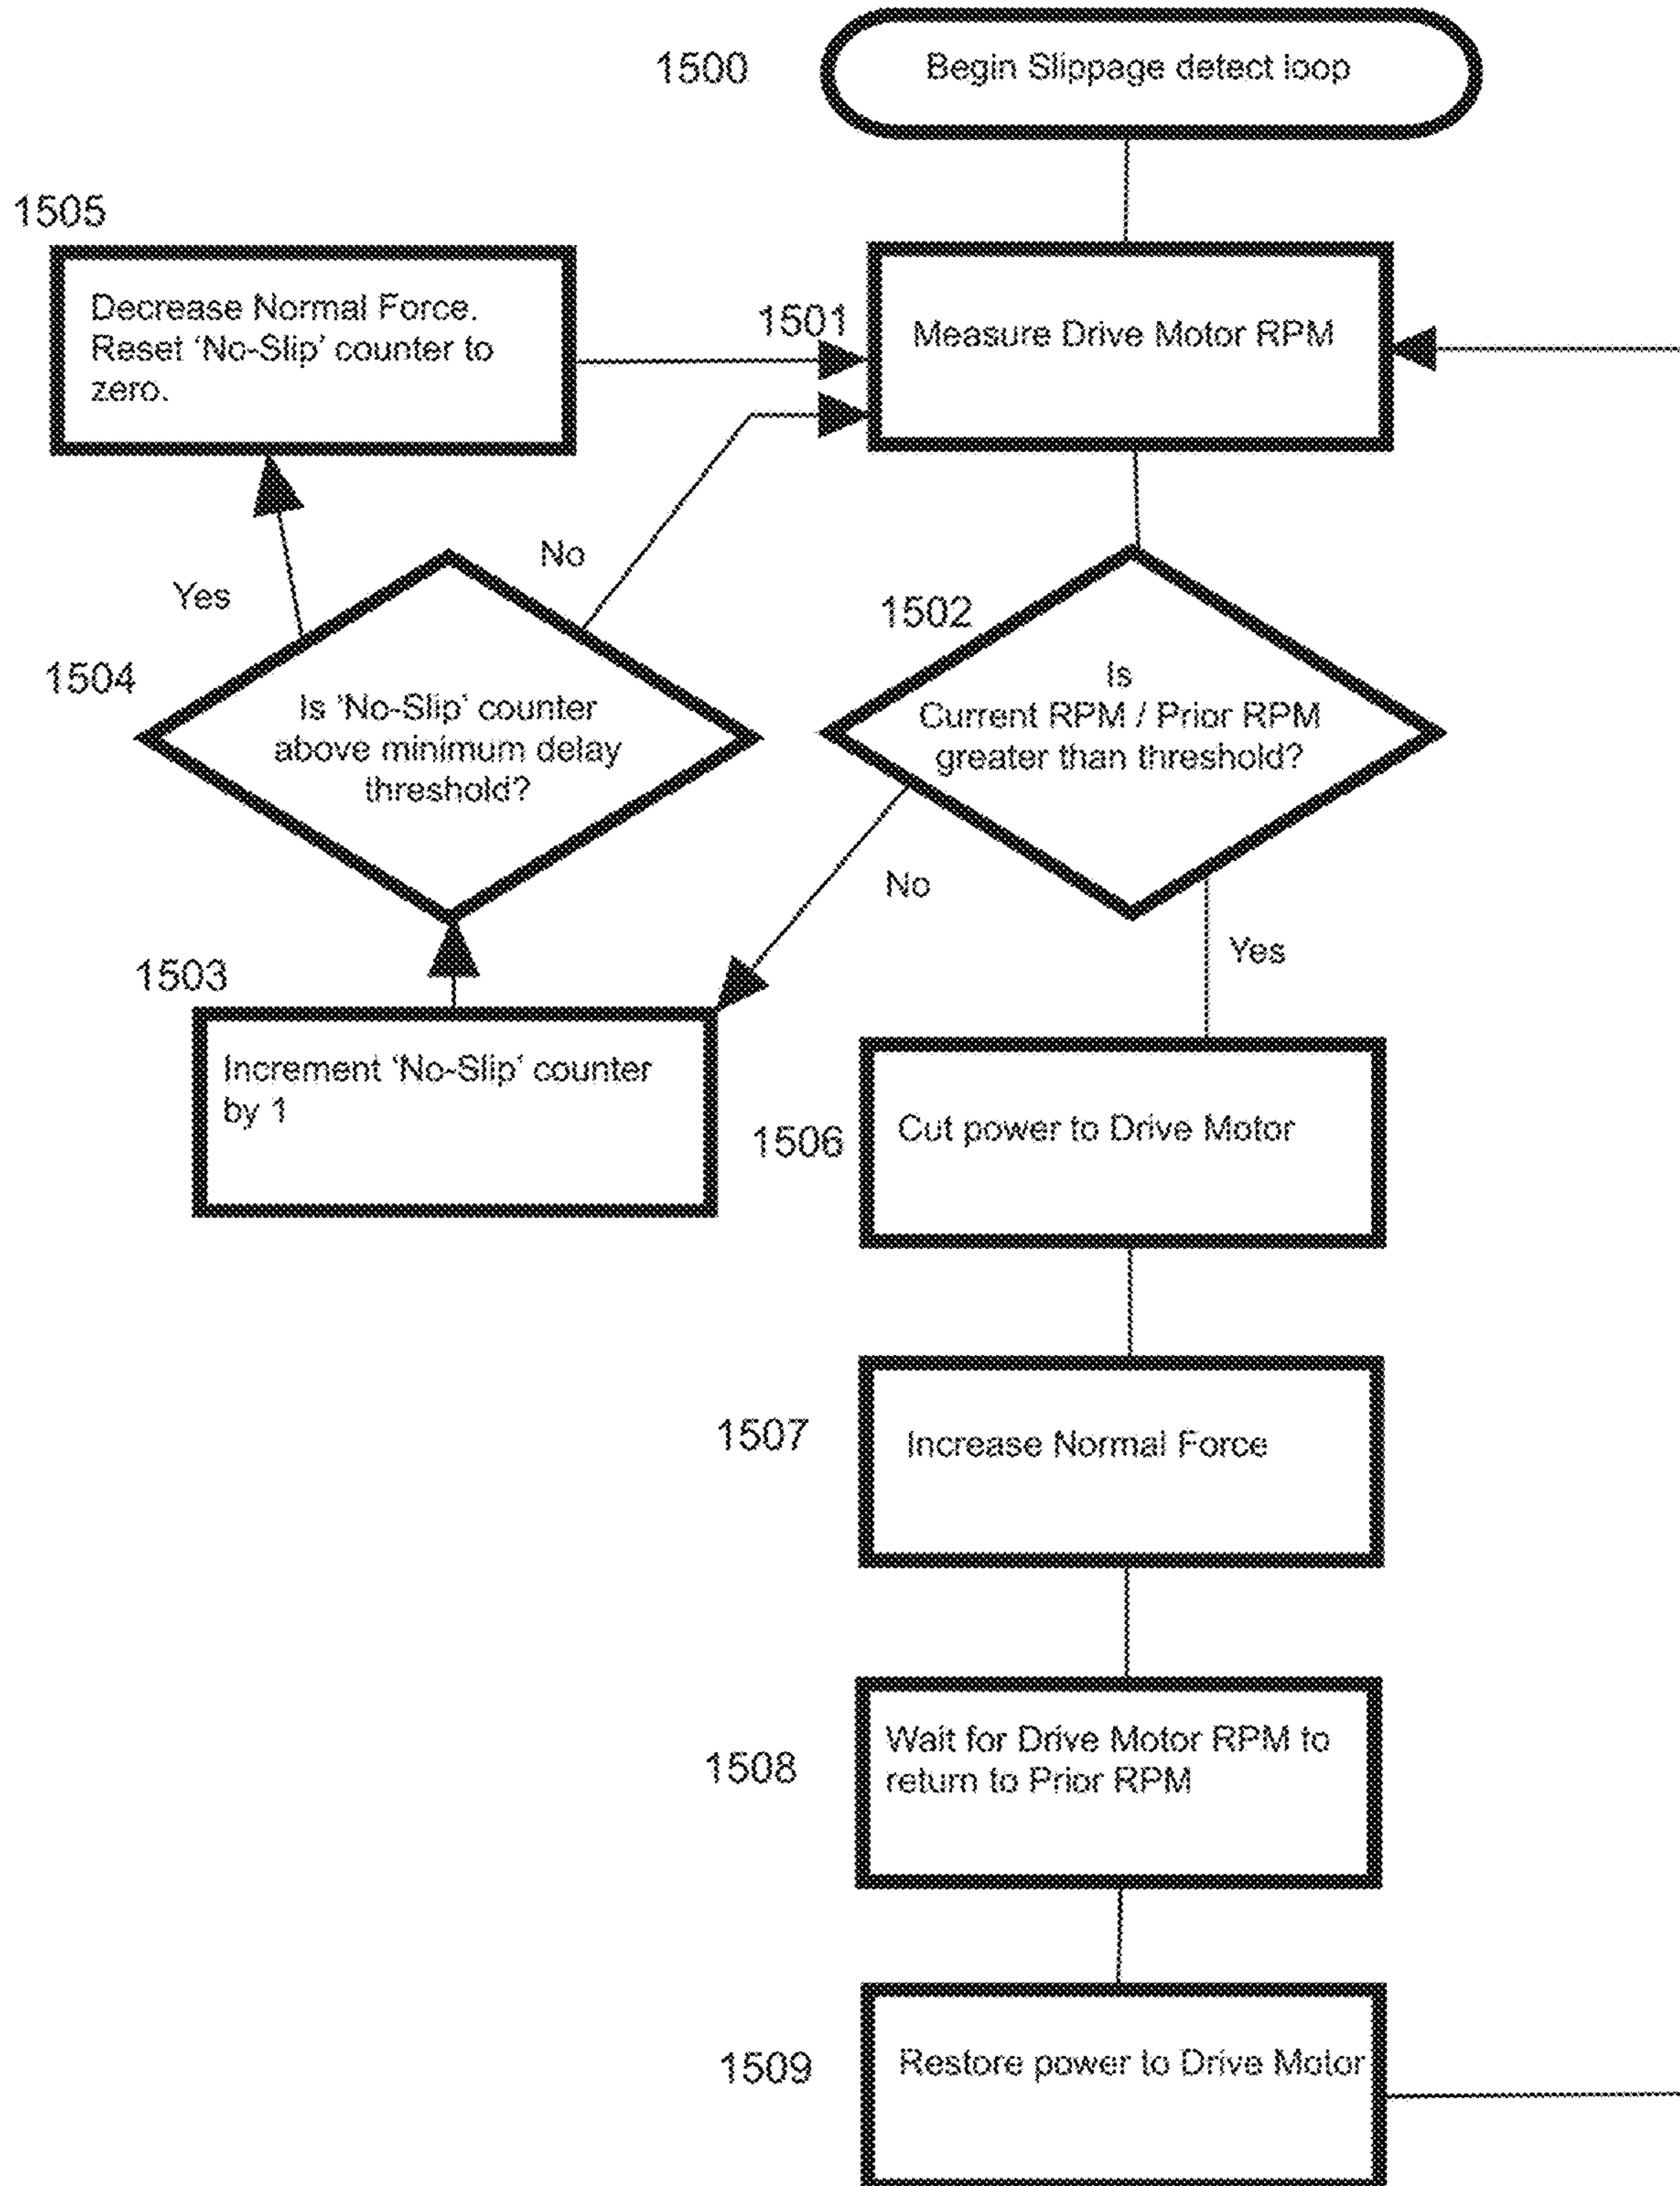 1500
Begin Slippage detect loop
1505
Decrease Normal Force.
Reset ‘No-Slip’ counter to
zero.
1501
Measure Drive Motor RPM
Yes
No
1504
Is ‘No-Slip’ counter
above minimum delay
threshold?
1502
Is
Current RPM / Prior RPM
greater than threshold?
No
Yes
1503
Increment ‘No-Slip’ counter
by 1
1506
Cut power to Drive Motor
1507
Increase Normal Force
1508
Wait for Drive Motor RPM to
return to Prior RPM
1509
Restore power to Drive Motor